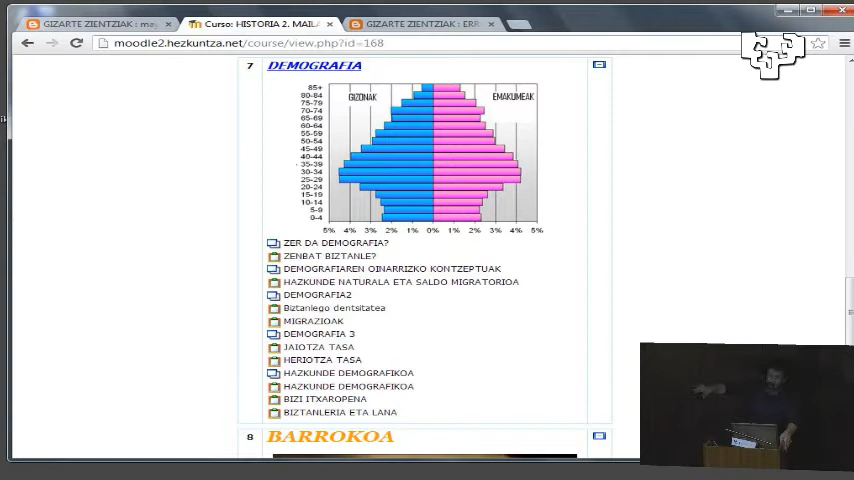 GIZARTE ZIENTZIAK : ma
Curso: HISTORIA 2. MAILA
GIZARTE ZIENTZIAK : ERR
moodle2.hezkuntza.net/course/view.php?id=168
7
DEMOGRAFIA
GIZONAK
EMAKUMEAK
85+
80-84
75-79
70-74
65-69
60-64
55-59
50-54
45-49
40-44
35-39
30-34
25-29
20-24
15-19
10-14
5-9
0-4
5% 4% 3% 2% 1% 0% 1% 2% 3% 4% 5%
ZER DA DEMOGRAFIA?
ZENBAT BIZTANLE?
DEMOGRAFIAREN OINARRIZKO KONTZEPTUAK
HAZKUNDE NATURALA ETA SALDO MIGRATORIOA
DEMOGRAFIA2
Biztanlego dentsitatea
MIGRAZIOAK
DEMOGRAFIA 3
JAIOTZA TASA
HERIOTZA TASA
HAZKUNDE DEMOGRAFIKOA
HAZKUNDE DEMOGRAFIKOA
BIZI ITXAROPENA
BIZTANLERIA ETA LANA
8
BARROKOA